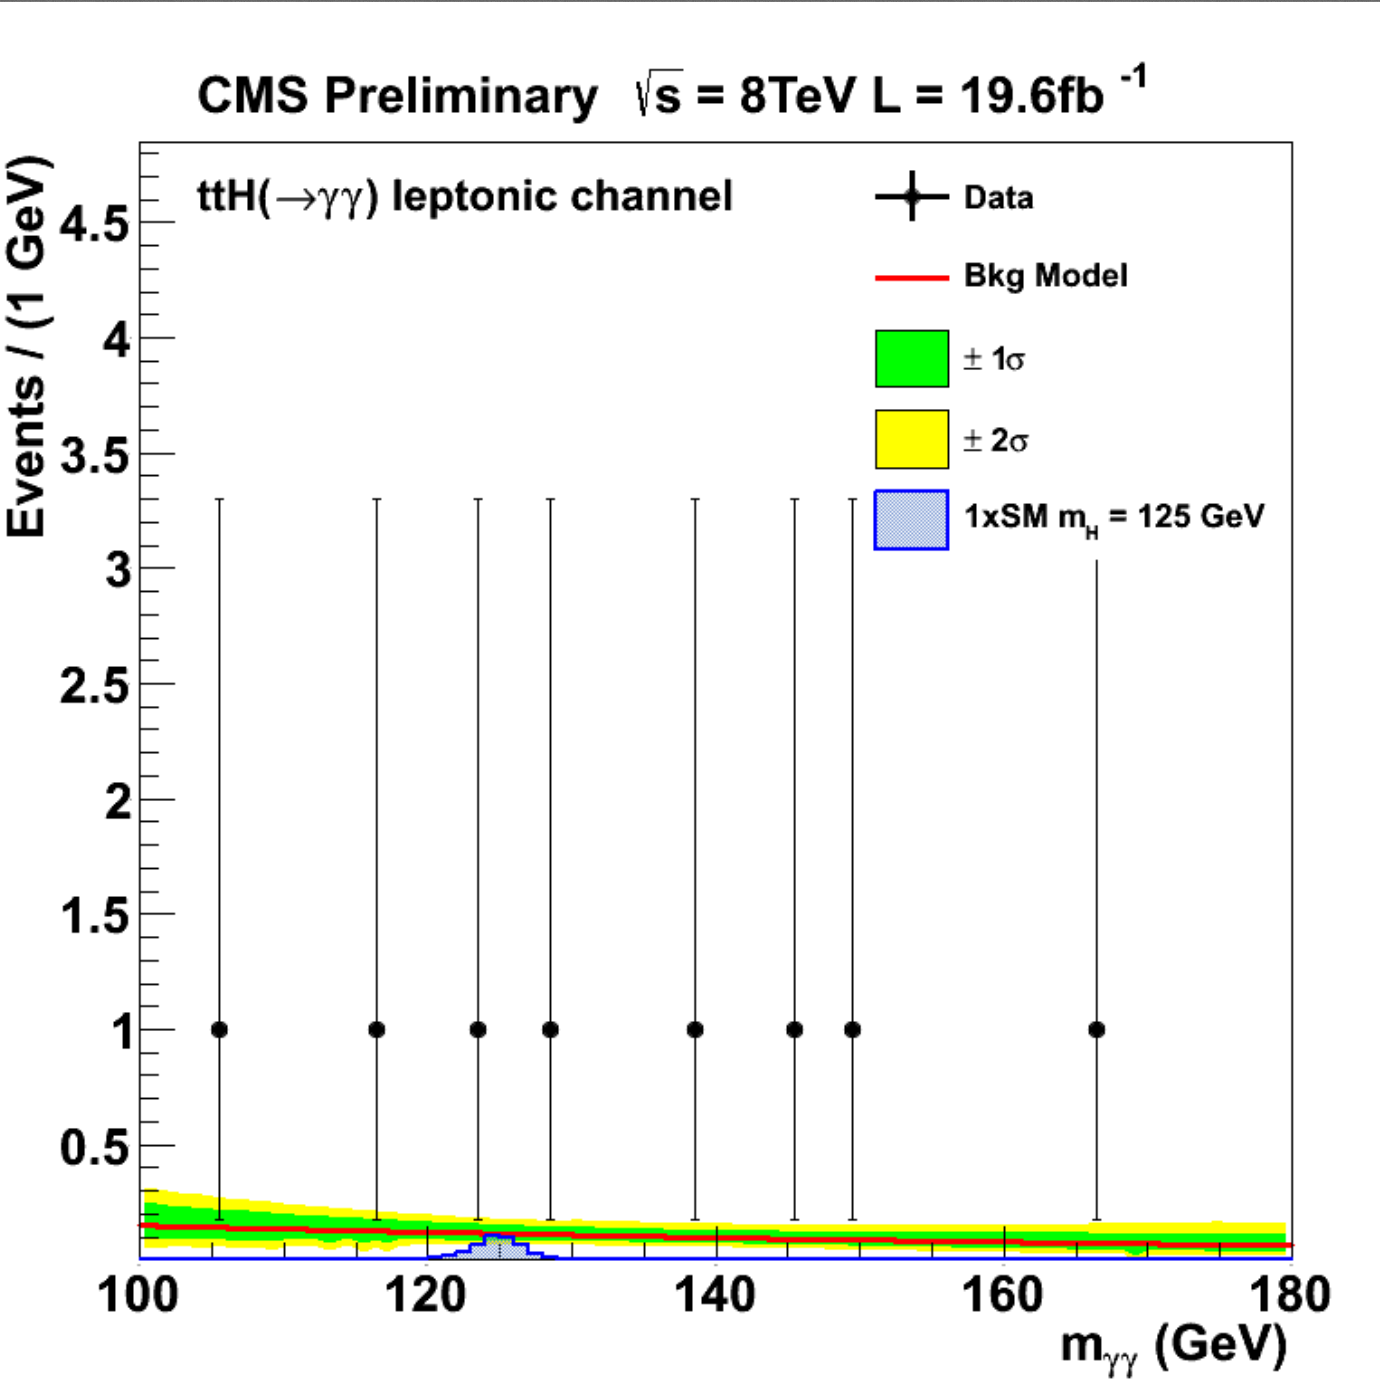 CMS Preliminary √s = 8TeV L = 19.6fb⁻¹
ttH(→γγ) leptonic channel
Data
Bkg Model
± 1σ
± 2σ
1xSM m_H = 125 GeV
Events / (1 GeV)
4.5
4
3.5
3
2.5
2
1.5
1
0.5
100 120 140 160 180
m_γγ (GeV)